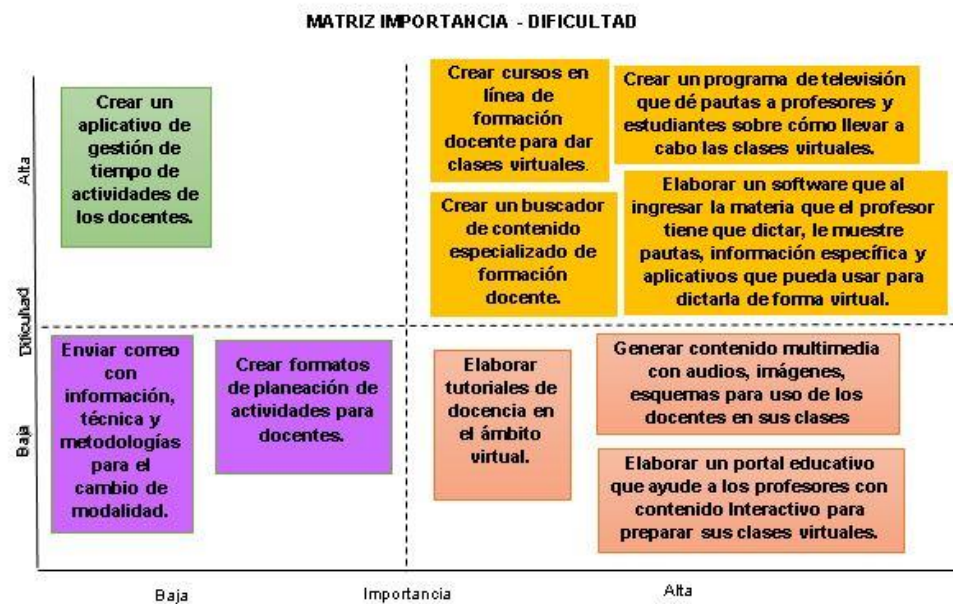 MATRIZ IMPORTANCIA - DIFICULTAD
Alta
Dificultad
Baja
Crear un
aplicativo de
gestión de
tiempo de
actividades de
los docentes.
Crear cursos en
línea de
formación
docente para dar
clases virtuales.
Crear un programa de televisión
que dé pautas a profesores y
estudiantes sobre cómo llevar a
cabo las clases virtuales.
Crear un buscador
de contenido
especializado de
formación
docente.
Elaborar un software que al
ingresar la materia que el profesor
tiene que dictar, le muestre
pautas, información específica y
aplicativos que pueda usar para
dictarla de forma virtual.
Enviar correo
con
información,
técnica y
metodologías
para el
cambio de
modalidad.
Crear formatos
de planeación de
actividades para
docentes.
Elaborar
tutoriales de
docencia en
el ámbito
virtual.
Generar contenido multimedia
con audios, imágenes,
esquemas para uso de los
docentes en sus clases
Elaborar un portal educativo
que ayude a los profesores con
contenido Interactivo para
preparar sus clases virtuales.
Baja
Importancia
Alta